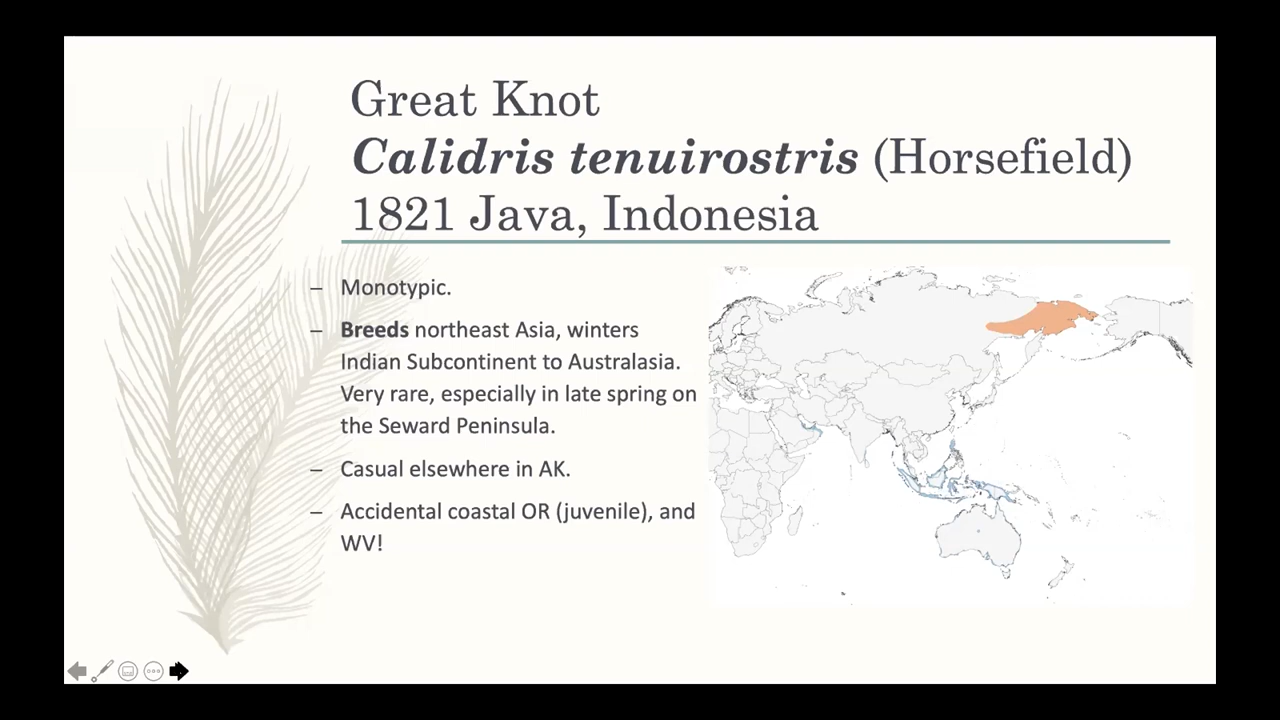 Great Knot
Calidris tenuirostris (Horsefield)
1821 Java, Indonesia
– Monotypic.
– Breeds northeast Asia, winters
Indian Subcontinent to Australasia.
Very rare, especially in late spring on
the Seward Peninsula.
– Casual elsewhere in AK.
– Accidental coastal OR (juvenile), and
WV!